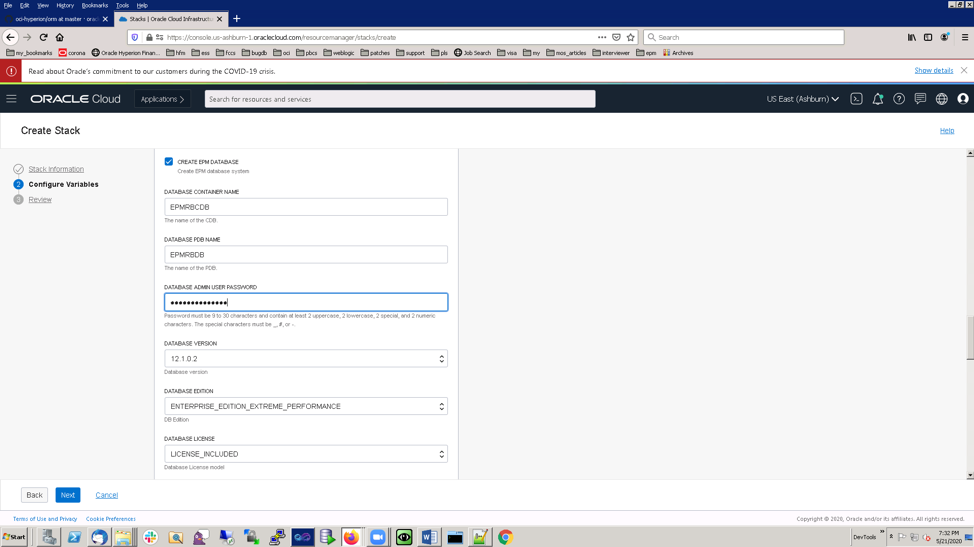 File Edit View History Bookmarks Tools Help
oci-hyperion/orm at master · orac
Stacks | Oracle Cloud Infrastructu
https://console.us-ashburn-1.oraclecloud.com/resourcemanager/stacks/create
Search
my_bookmarks corona Oracle Hyperion Finan... hfm ess fccs bugdb oci pbcs weblogic patches support pls Job Search visa my mos_articles interviewer epm Archives
Read about Oracle's commitment to our customers during the COVID-19 crisis.
Show details
ORACLE Cloud
Applications
Search for resources and services
US East (Ashburn)
Create Stack
Help
1 Stack Information
2 Configure Variables
3 Review
CREATE EPM DATABASE
Create EPM database system
DATABASE CONTAINER NAME
EPMRBCDB
The name of the CDB.
DATABASE PDB NAME
EPMRBDB
The name of the PDB.
DATABASE ADMIN USER PASSWORD
••••••••••••••
Password must be 9 to 30 characters and contain at least 2 uppercase, 2 lowercase, 2 special, and 2 numeric
characters. The special characters must be _, #, or -.
DATABASE VERSION
12.1.0.2
Database version
DATABASE EDITION
ENTERPRISE_EDITION_EXTREME_PERFORMANCE
DB Edition
DATABASE LICENSE
LICENSE_INCLUDED
Database License model
Back
Next
Cancel
Terms of Use and Privacy
Cookie Preferences
Copyright © 2020, Oracle and/or its affiliates. All rights reserved.
Start
DevTools
7:32 PM
5/21/2020